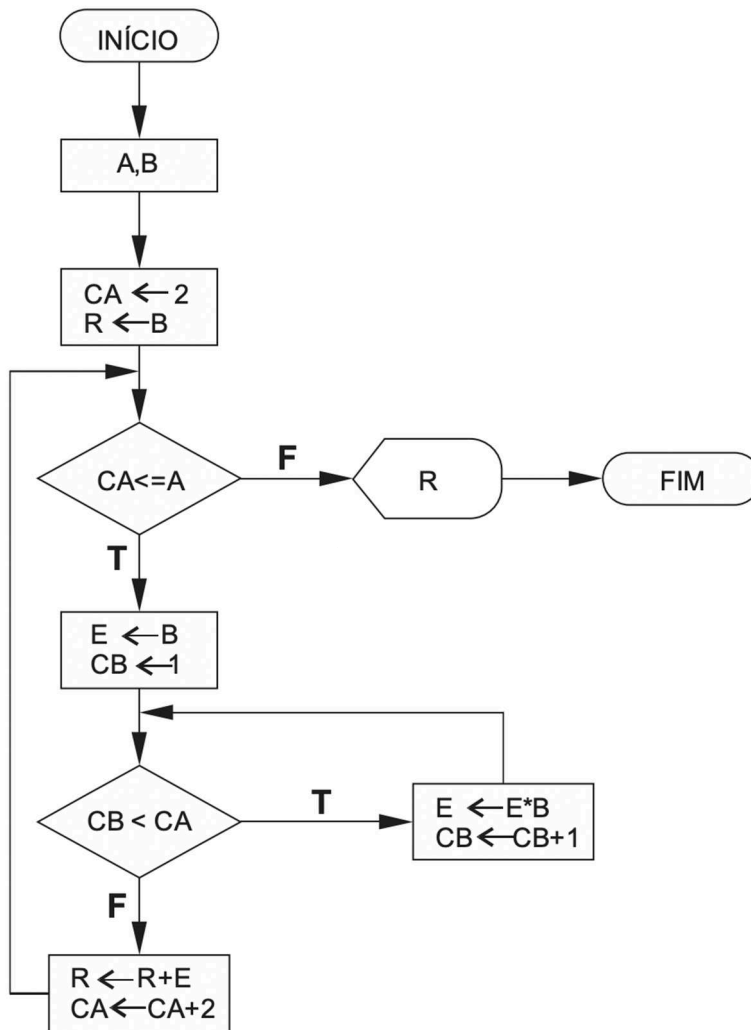 INÍCIO
A,B
CA ← 2
R ← B
CA<=A
F
R
FIM
T
E ← B
CB ← 1
CB < CA
T
E ← E*B
CB ← CB+1
F
R ← R+E
CA ← CA+2